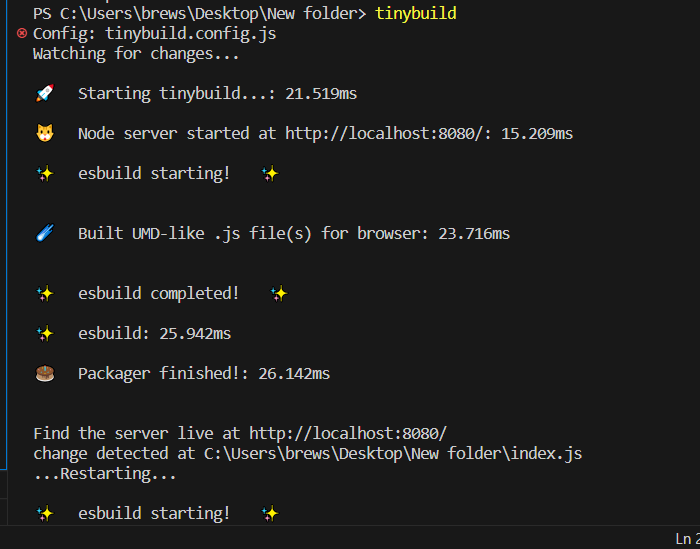 PS C:\Users\brews\Desktop\New folder> tinybuild
Config: tinybuild.config.js
Watching for changes...
🚀 Starting tinybuild...: 21.519ms
🐱 Node server started at http://localhost:8080/: 15.209ms
✨ esbuild starting! ✨
☄️ Built UMD-like .js file(s) for browser: 23.716ms
✨ esbuild completed! ✨
✨ esbuild: 25.942ms
🎂 Packager finished!: 26.142ms
Find the server live at http://localhost:8080/
change detected at C:\Users\brews\Desktop\New folder\index.js
...Restarting...
✨ esbuild starting! ✨
Ln